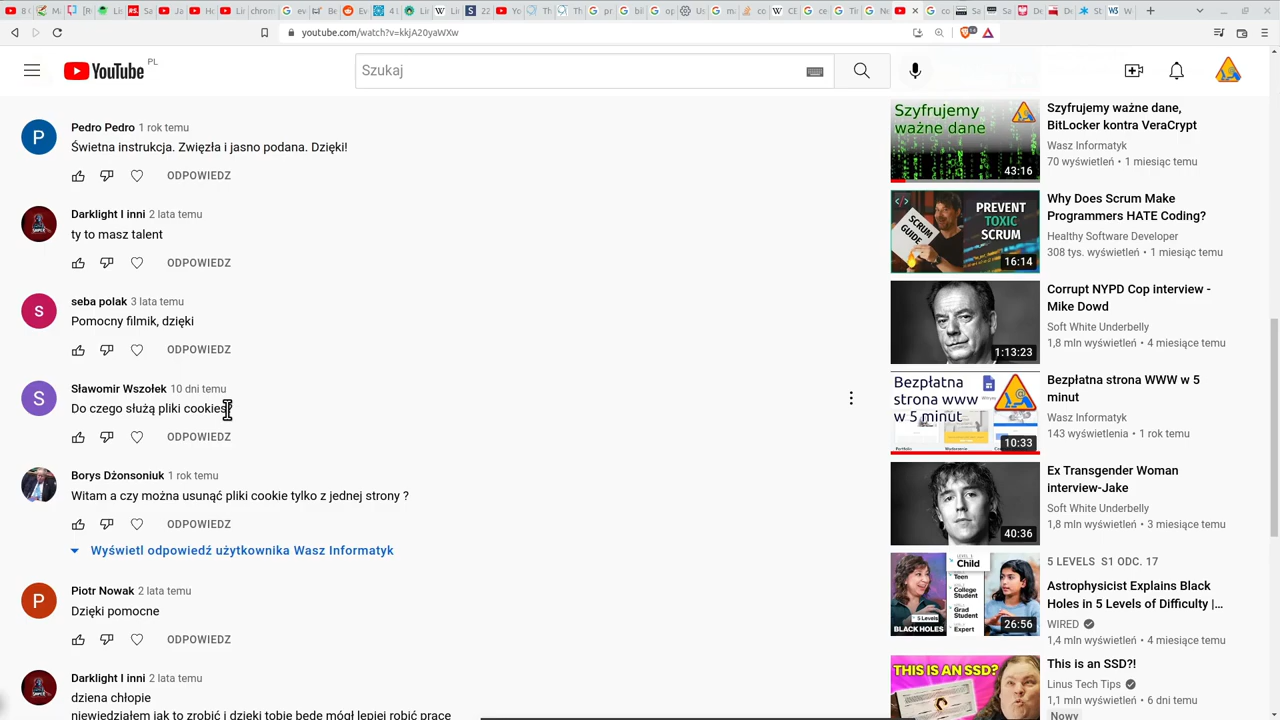 youtube.com/watch?v=kkjA20yaWXw
YouTube PL
Szukaj
Pedro Pedro 1 rok temu
Świetna instrukcja. Zwięzła i jasno podana. Dzięki!
ODPOWIEDZ
Darklight I inni 2 lata temu
ty to masz talent
ODPOWIEDZ
seba polak 3 lata temu
Pomocny filmik, dzięki
ODPOWIEDZ
Sławomir Wszołek 10 dni temu
Do czego służą pliki cookies
ODPOWIEDZ
Borys Dżonsoniuk 1 rok temu
Witam a czy można usunąć pliki cookie tylko z jednej strony ?
ODPOWIEDZ
Wyświetl odpowiedź użytkownika Wasz Informatyk
Piotr Nowak 2 lata temu
Dzięki pomocne
ODPOWIEDZ
Darklight I inni 2 lata temu
dziena chłopie
niewiedziałem jak to zrobić i dzięki tobie będę mógł lepiej robić prace
Szyfrujemy
ważne dane
43:16
Szyfrujemy ważne dane,
BitLocker kontra VeraCrypt
Wasz Informatyk
70 wyświetleń • 1 miesiąc temu
SCRUM GUIDE
PREVENT
TOXIC
SCRUM
16:14
Why Does Scrum Make
Programmers HATE Coding?
Healthy Software Developer
308 tys. wyświetleń • 1 miesiąc temu
1:13:23
Corrupt NYPD Cop interview -
Mike Dowd
Soft White Underbelly
1,8 mln wyświetleń • 4 miesiące temu
Bezpłatna
strona www
w 5 minut
10:33
Bezpłatna strona WWW w 5
minut
Wasz Informatyk
143 wyświetlenia • 1 rok temu
40:36
Ex Transgender Woman
interview-Jake
Soft White Underbelly
1,8 mln wyświetleń • 3 miesiące temu
Child
Teen
College
Student
Grad
Student
Expert
5 Levels
BLACK HOLES
26:56
5 LEVELS S1 ODC. 17
Astrophysicist Explains Black
Holes in 5 Levels of Difficulty |...
WIRED
1,4 mln wyświetleń • 4 miesiące temu
THIS IS AN SSD?
This is an SSD?!
Linus Tech Tips
1,1 mln wyświetleń • 6 dni temu
Nowy